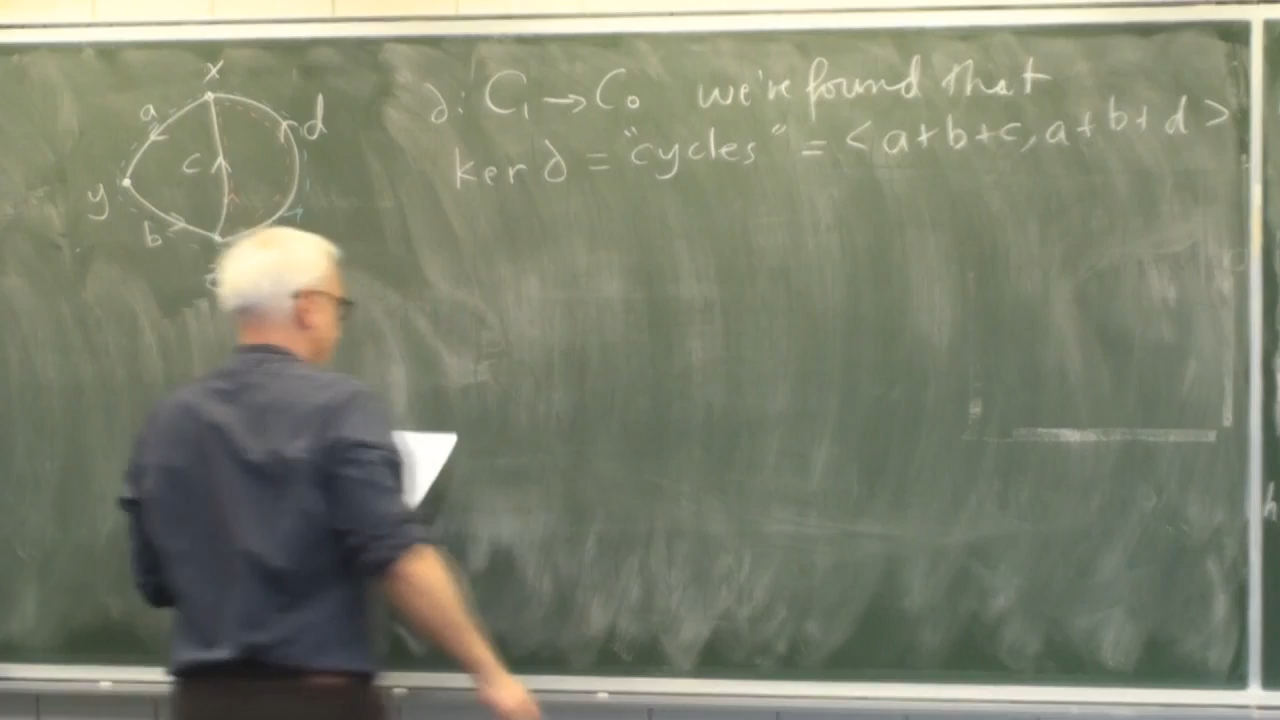 x
a
d
c
y
b
∂: C₁ → C₀ we've found that
ker ∂ = "cycles" = < a+b+c, a+b+d >